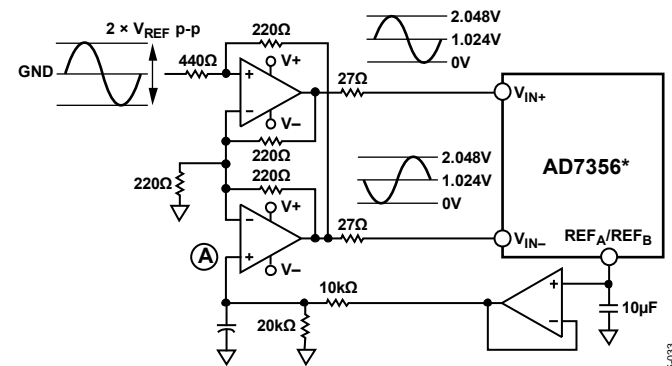 2 × VREF p-p
GND
440Ω
220Ω
V+
V–
27Ω
2.048V
1.024V
0V
VIN+
AD7356*
220Ω
220Ω
220Ω
V+
V–
A
27Ω
2.048V
1.024V
0V
VIN–
REFA/REFB
10kΩ
20kΩ
10µF
+
–
+
–
+
–
-033